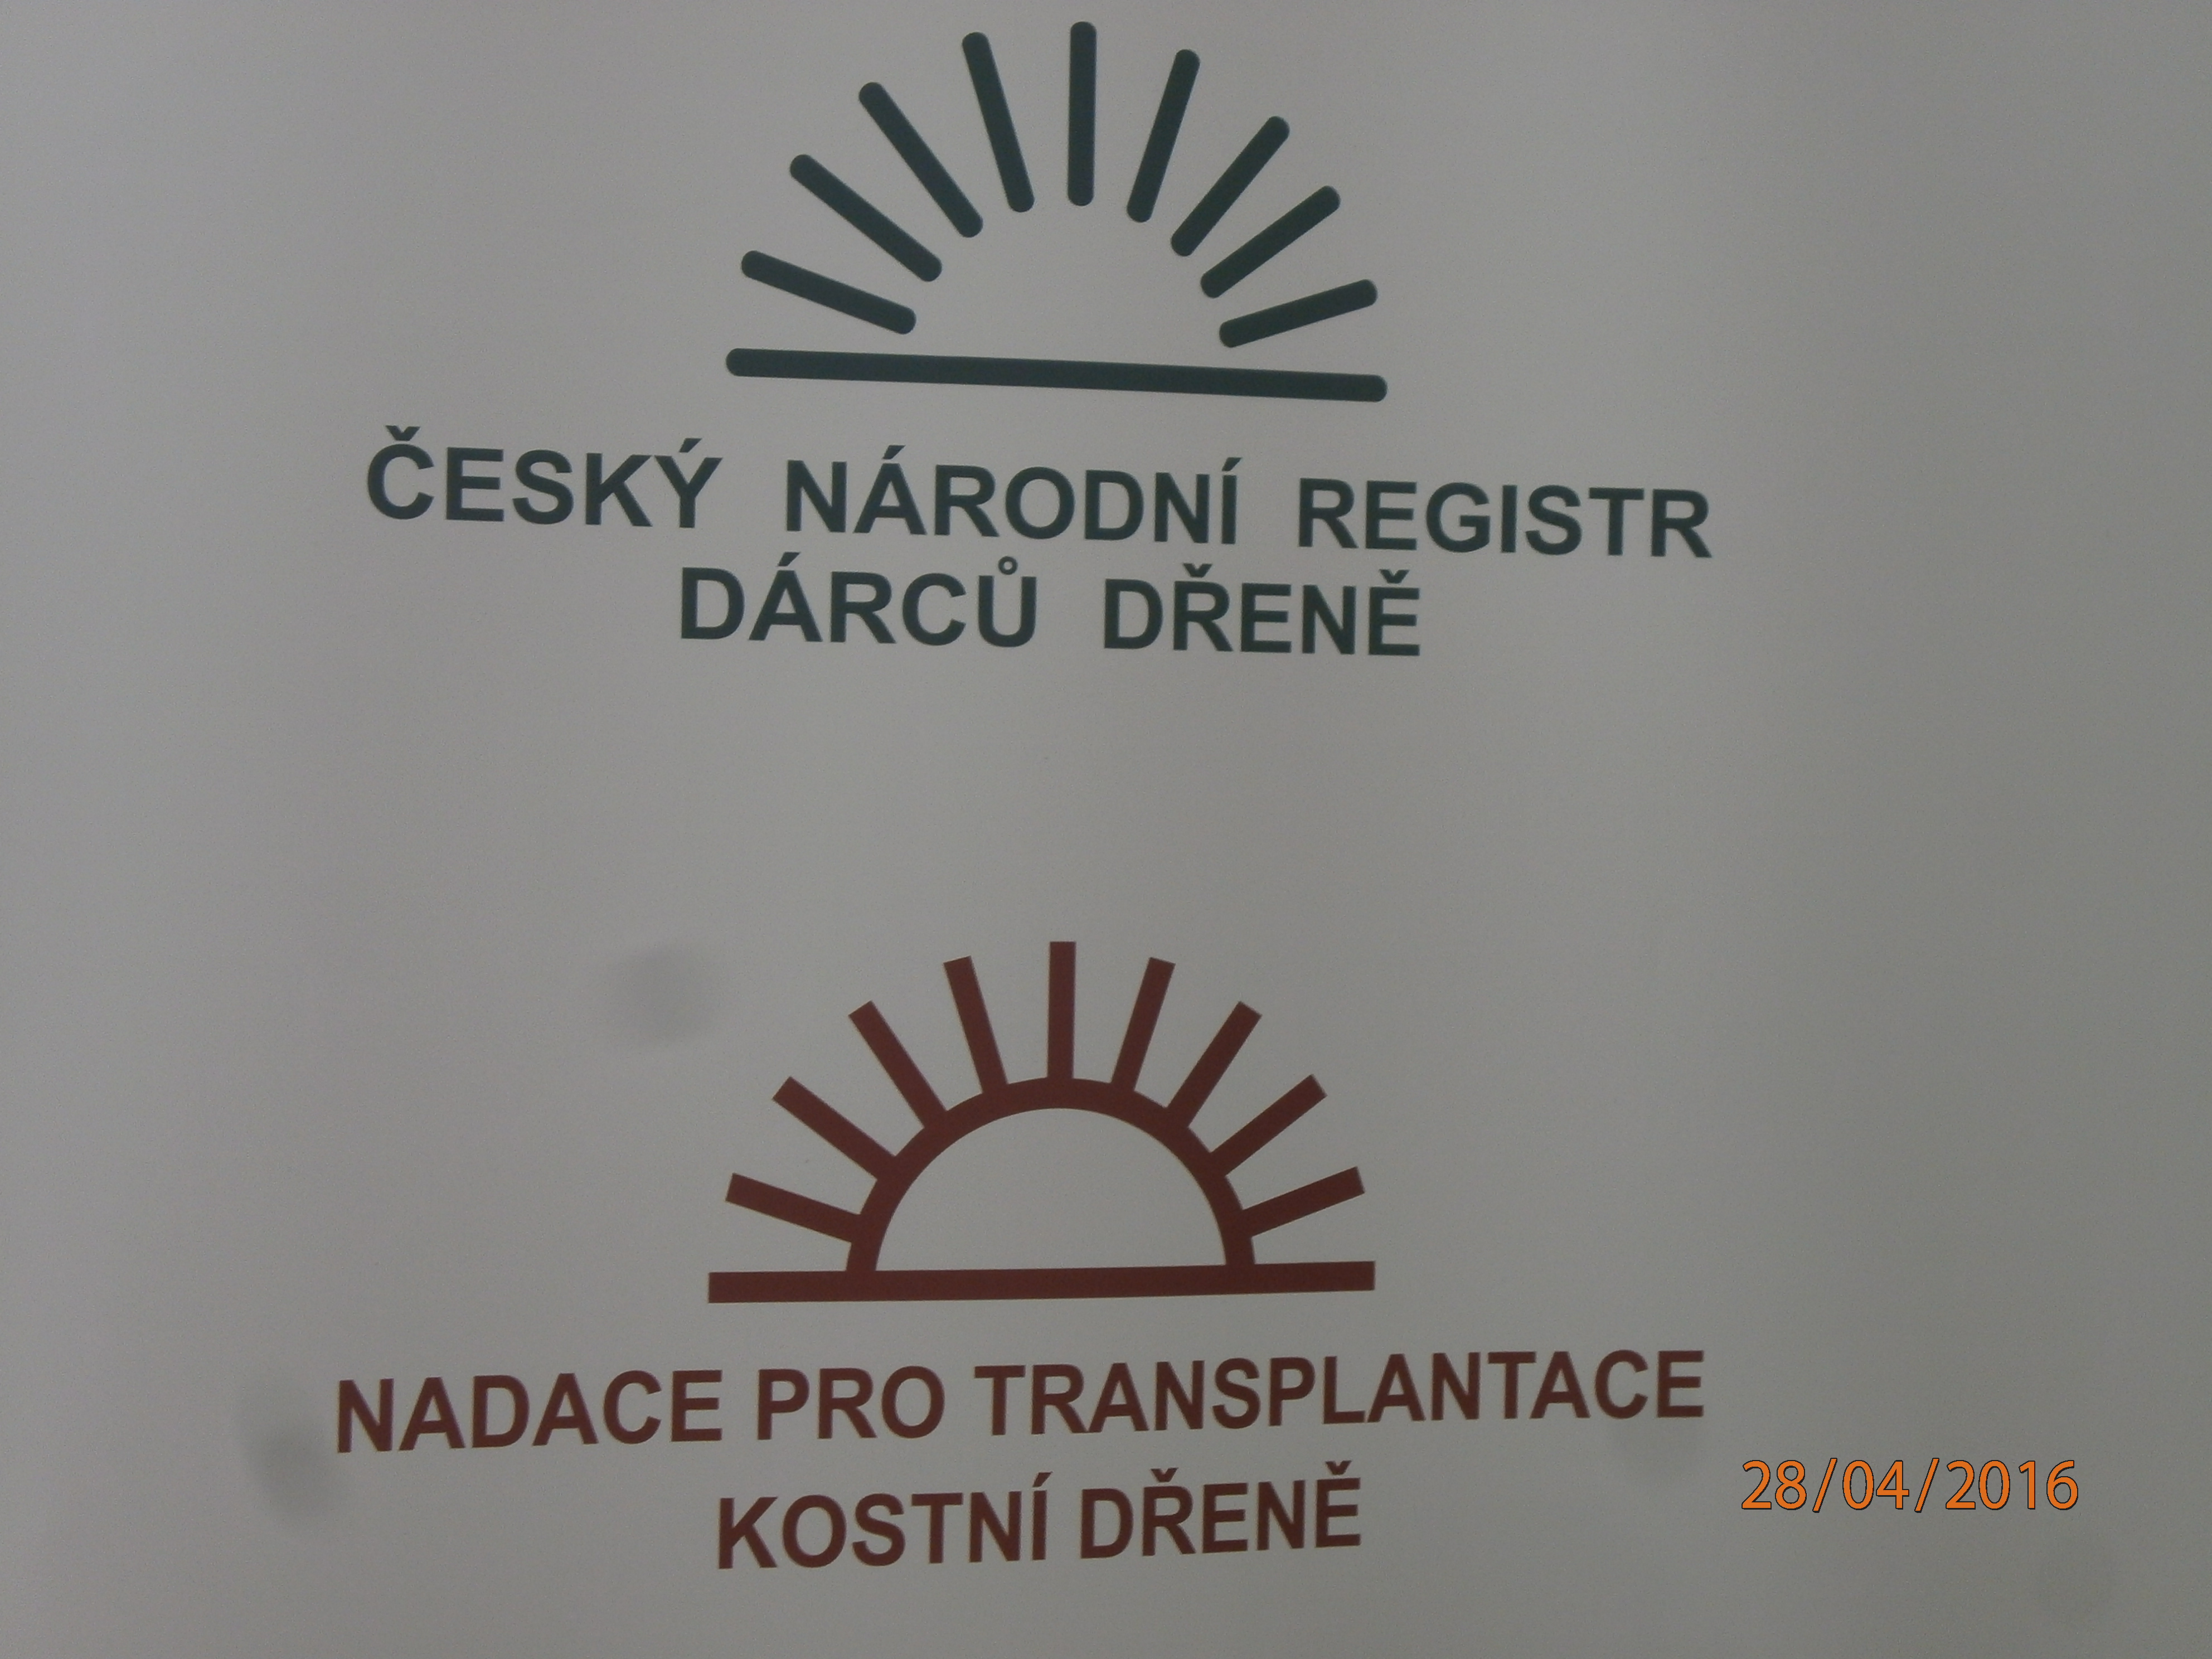 ČESKÝ NÁRODNÍ REGISTR
DÁRCŮ DŘENĚ
NADACE PRO TRANSPLANTACE
KOSTNÍ DŘENĚ
28/04/2016